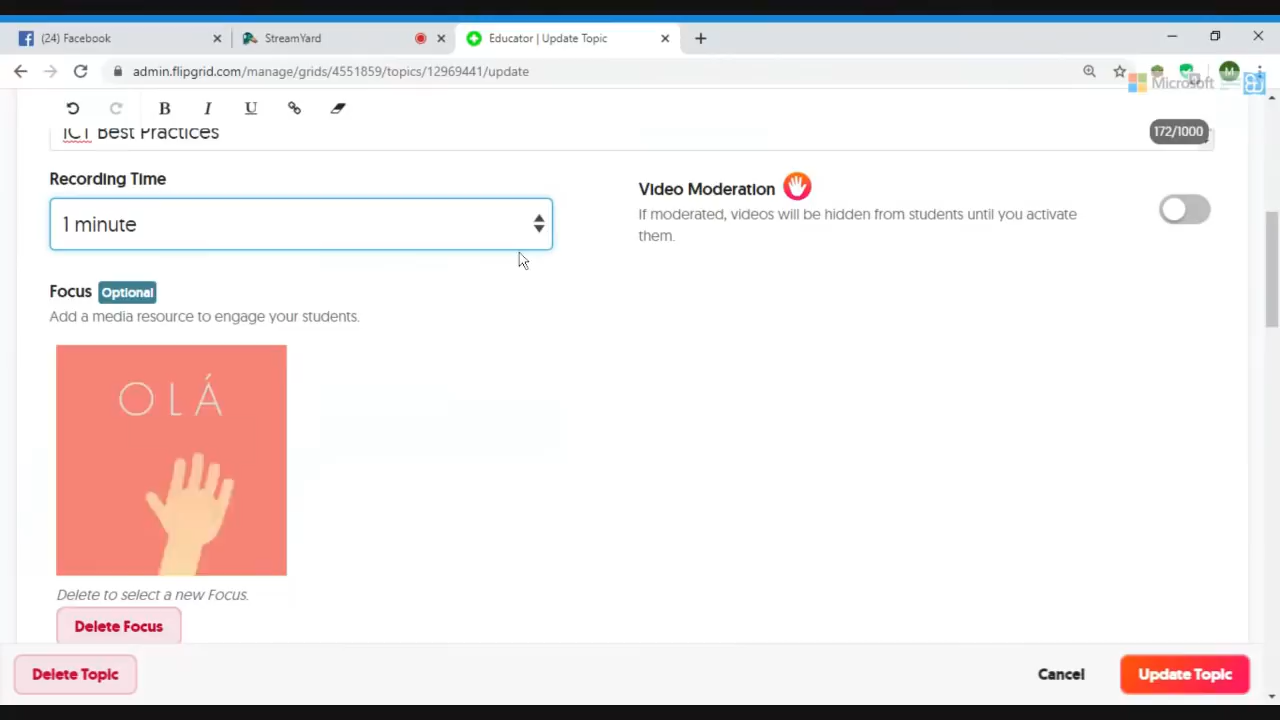 (24) Facebook
StreamYard
Educator | Update Topic
admin.flipgrid.com/manage/grids/4551859/topics/12969441/update
M
Microsoft
B I U
ICT Best Practices
172/1000
Recording Time
1 minute
Video Moderation
If moderated, videos will be hidden from students until you activate
them.
Focus Optional
Add a media resource to engage your students.
OLÁ
Delete to select a new Focus.
Delete Focus
Delete Topic
Cancel
Update Topic